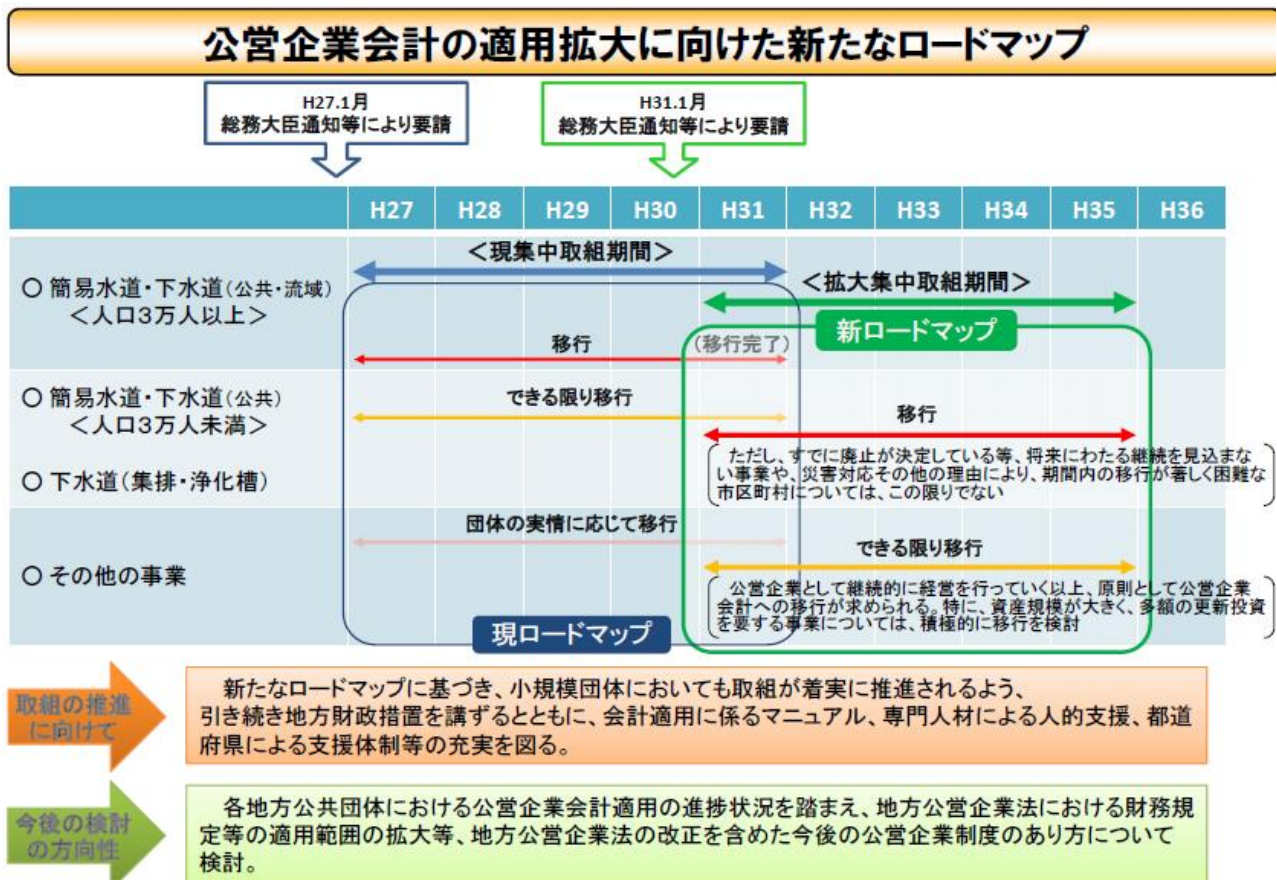 公営企業会計の適用拡大に向けた新たなロードマップ
H27.1月
総務大臣通知等により要請
H31.1月
総務大臣通知等により要請
H27 H28 H29 H30 H31 H32 H33 H34 H35 H36
＜現集中取組期間＞
＜拡大集中取組期間＞
○ 簡易水道・下水道(公共・流域)
＜人口３万人以上＞
新ロードマップ
移行
(移行完了)
○ 簡易水道・下水道(公共)
＜人口３万人未満＞
できる限り移行
移行
○ 下水道(集排・浄化槽)
ただし、すでに廃止が決定している等、将来にわたる継続を見込まな
い事業や、災害対応その他の理由により、期間内の移行が著しく困難な
市区町村については、この限りでない
団体の実情に応じて移行
できる限り移行
○ その他の事業
公営企業として継続的に経営を行っていく以上、原則として公営企業
会計への移行が求められる。特に、資産規模が大きく、多額の更新投資
を要する事業については、積極的に移行を検討
現ロードマップ
取組の推進
に向けて
新たなロードマップに基づき、小規模団体においても取組が着実に推進されるよう、
引き続き地方財政措置を講ずるとともに、会計適用に係るマニュアル、専門人材による人的支援、都道
府県による支援体制等の充実を図る。
今後の検討
の方向性
各地方公共団体における公営企業会計適用の進捗状況を踏まえ、地方公営企業法における財務規
定等の適用範囲の拡大等、地方公営企業法の改正を含めた今後の公営企業制度のあり方について
検討。